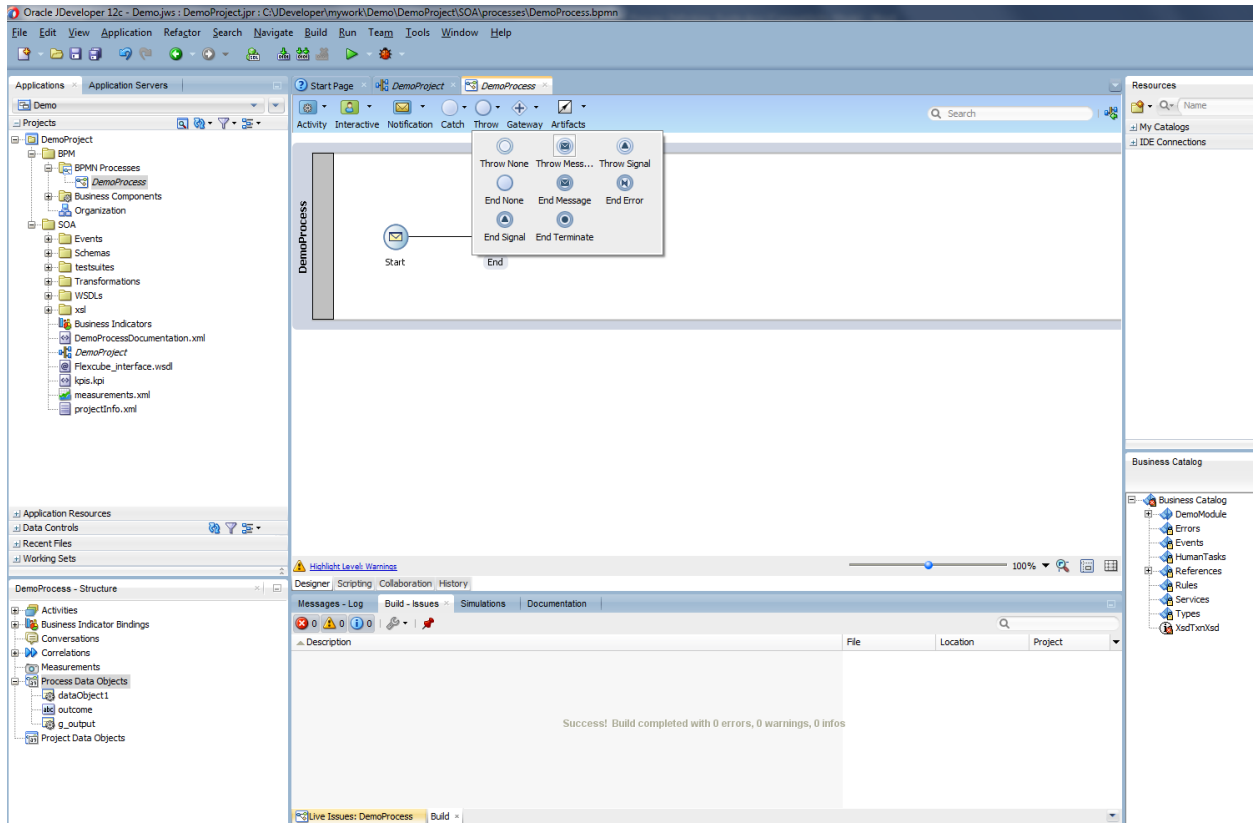 Oracle JDeveloper 12c - Demo.jws : DemoProject.jpr : C:\JDeveloper\mywork\Demo\DemoProject\SOA\processes\DemoProcess.bpmn
File Edit View Application Refactor Search Navigate Build Run Team Tools Window Help
Applications
Application Servers
Demo
Projects
DemoProject
BPM
BPMN Processes
DemoProcess
Business Components
Organization
SOA
Events
Schemas
testsuites
Transformations
WSDLs
xsl
Business Indicators
DemoProcessDocumentation.xml
DemoProject
Flexcube_interface.wsdl
kpis.kpi
measurements.xml
projectInfo.xml
Application Resources
Data Controls
Recent Files
Working Sets
DemoProcess - Structure
Activities
Business Indicator Bindings
Conversations
Correlations
Measurements
Process Data Objects
dataObject1
abc outcome
g_output
Project Data Objects
Start Page
DemoProject
DemoProcess
Activity Interactive Notification Catch Throw Gateway Artifacts
Search
Throw None Throw Mess... Throw Signal
End None End Message End Error
End Signal End Terminate
DemoProcess
Start
End
Highlight Level: Warnings
100%
Designer Scripting Collaboration History
Messages - Log
Build - Issues
Simulations
Documentation
0 0 0
Description File Location Project
Success! Build completed with 0 errors, 0 warnings, 0 infos
Live Issues: DemoProcess
Build
Resources
Name
My Catalogs
IDE Connections
Business Catalog
Business Catalog
DemoModule
Errors
Events
HumanTasks
References
Rules
Services
Types
XsdTxnXsd